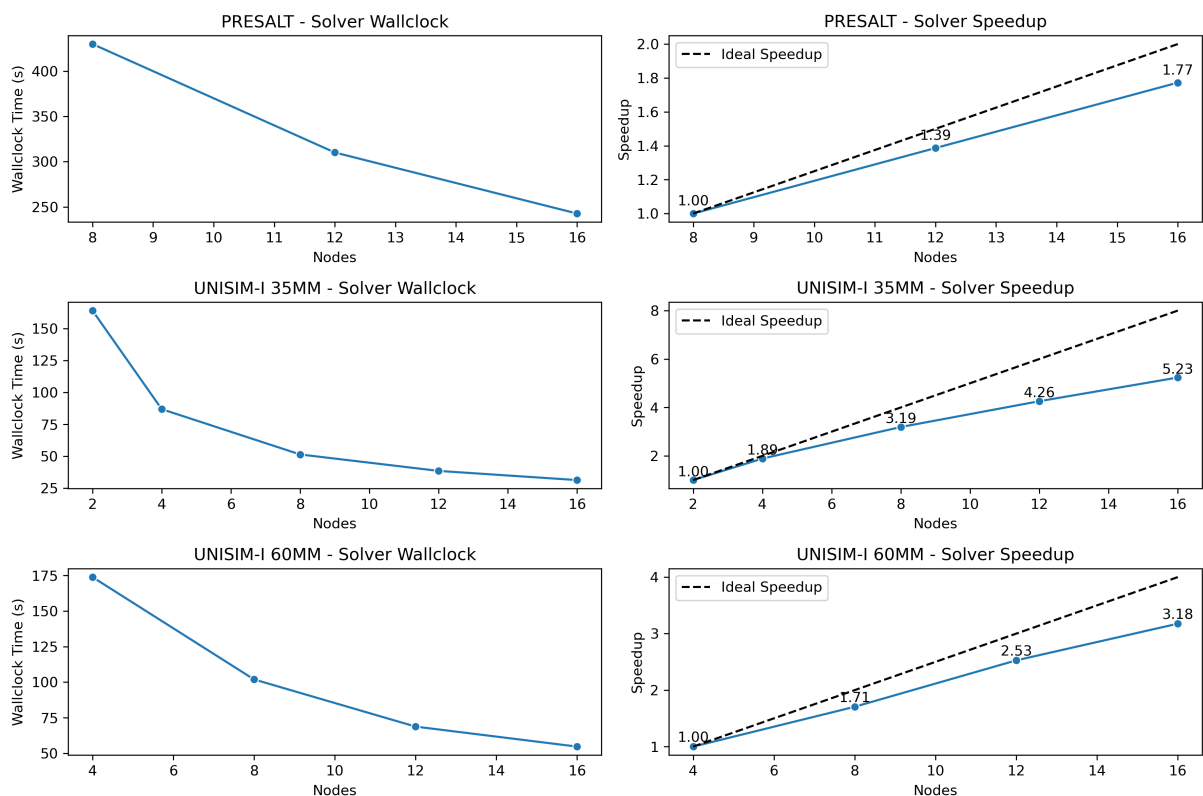 PRESALT - Solver Wallclock
Wallclock Time (s)
400
350
300
250
8 9 10 11 12 13 14 15 16
Nodes
PRESALT - Solver Speedup
Speedup
2.0
1.8
1.6
1.4
1.2
1.0
Ideal Speedup
1.00
1.39
1.77
8 9 10 11 12 13 14 15 16
Nodes
UNISIM-I 35MM - Solver Wallclock
Wallclock Time (s)
150
125
100
75
50
25
2 4 6 8 10 12 14 16
Nodes
UNISIM-I 35MM - Solver Speedup
Speedup
8
6
4
2
Ideal Speedup
1.00
1.89
3.19
4.26
5.23
2 4 6 8 10 12 14 16
Nodes
UNISIM-I 60MM - Solver Wallclock
Wallclock Time (s)
175
150
125
100
75
50
4 6 8 10 12 14 16
Nodes
UNISIM-I 60MM - Solver Speedup
Speedup
4
3
2
1
Ideal Speedup
1.00
1.71
2.53
3.18
4 6 8 10 12 14 16
Nodes